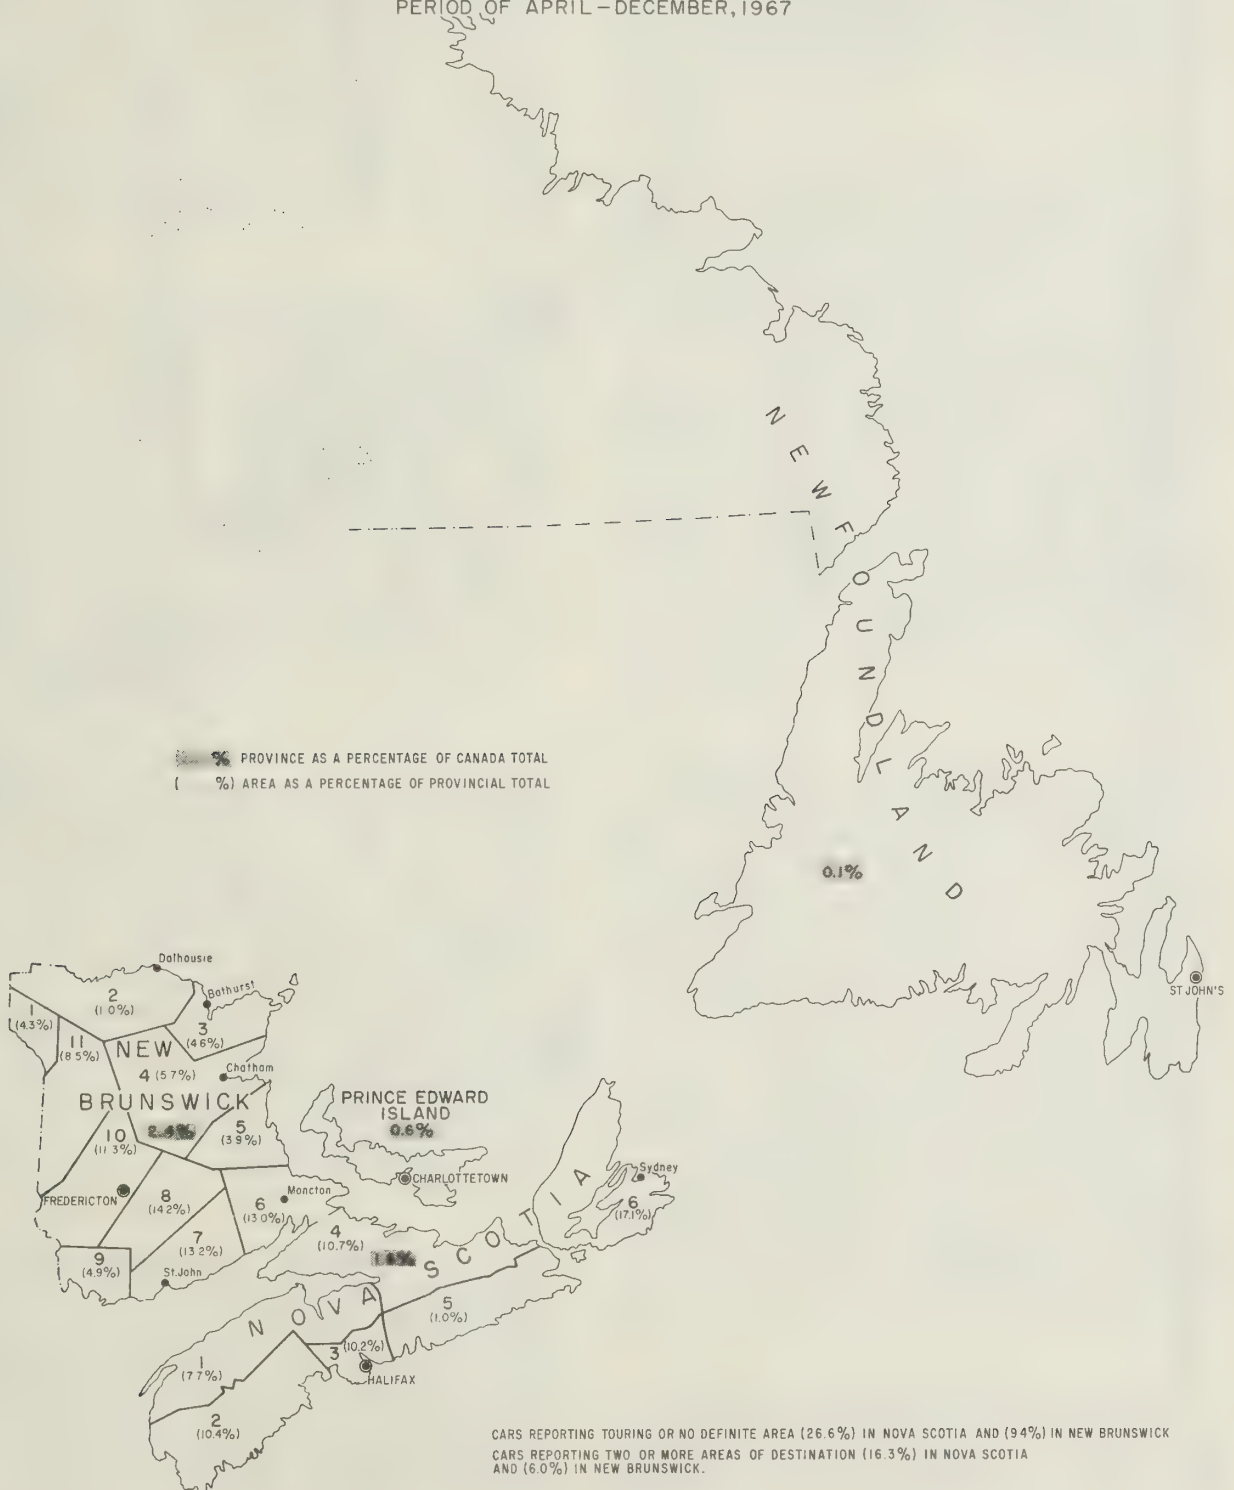 PERIOD OF APRIL–DECEMBER, 1967
NEWFOUNDLAND
% PROVINCE AS A PERCENTAGE OF CANADA TOTAL
( %) AREA AS A PERCENTAGE OF PROVINCIAL TOTAL
0.1%
ST JOHN'S
Dalhousie
Bathurst
2
(1.0%)
1
(4.3%)
3
(4.6%)
11
(8.5%)
NEW
4 (5.7%)
Chatham
BRUNSWICK
10
(11.3%)
5
(3.9%)
PRINCE EDWARD
ISLAND
0.6%
CHARLOTTETOWN
Sydney
FREDERICTON
8
(14.2%)
6
(13.0%)
Moncton
6
(17.1%)
7
(13.2%)
4
(10.7%)
9
(4.9%)
St. John
NOVA SCOTIA
5
(1.0%)
3 (10.2%)
1
(7.7%)
HALIFAX
2
(10.4%)
CARS REPORTING TOURING OR NO DEFINITE AREA (26.6%) IN NOVA SCOTIA AND (94%) IN NEW BRUNSWICK
CARS REPORTING TWO OR MORE AREAS OF DESTINATION (16.3%) IN NOVA SCOTIA
AND (6.0%) IN NEW BRUNSWICK.